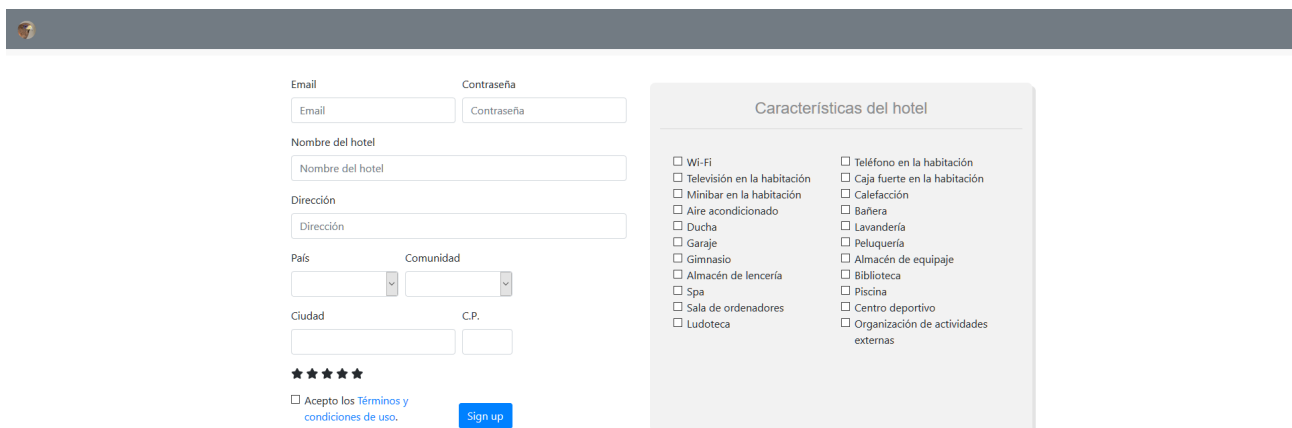 Email
Contraseña
Email
Contraseña
Nombre del hotel
Nombre del hotel
Dirección
Dirección
País
Comunidad
Ciudad
C.P.
Acepto los Términos y
condiciones de uso.
Sign up
Características del hotel
Wi-Fi
Televisión en la habitación
Minibar en la habitación
Aire acondicionado
Ducha
Garaje
Gimnasio
Almacén de lencería
Spa
Sala de ordenadores
Ludoteca
Teléfono en la habitación
Caja fuerte en la habitación
Calefacción
Bañera
Lavandería
Peluquería
Almacén de equipaje
Biblioteca
Piscina
Centro deportivo
Organización de actividades
externas